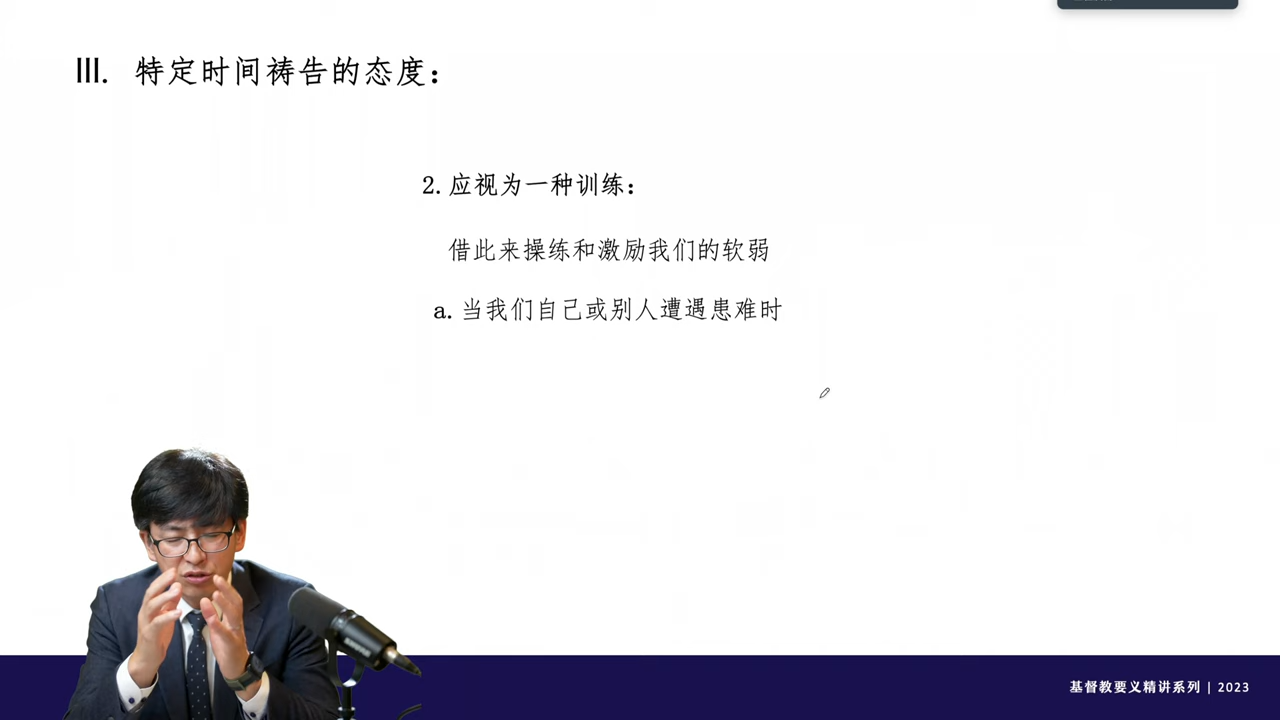 III. 特定时间祷告的态度：
2. 应视为一种训练：
借此来操练和激励我们的软弱
a. 当我们自己或别人遭遇患难时
基督教要义精讲系列 | 2023